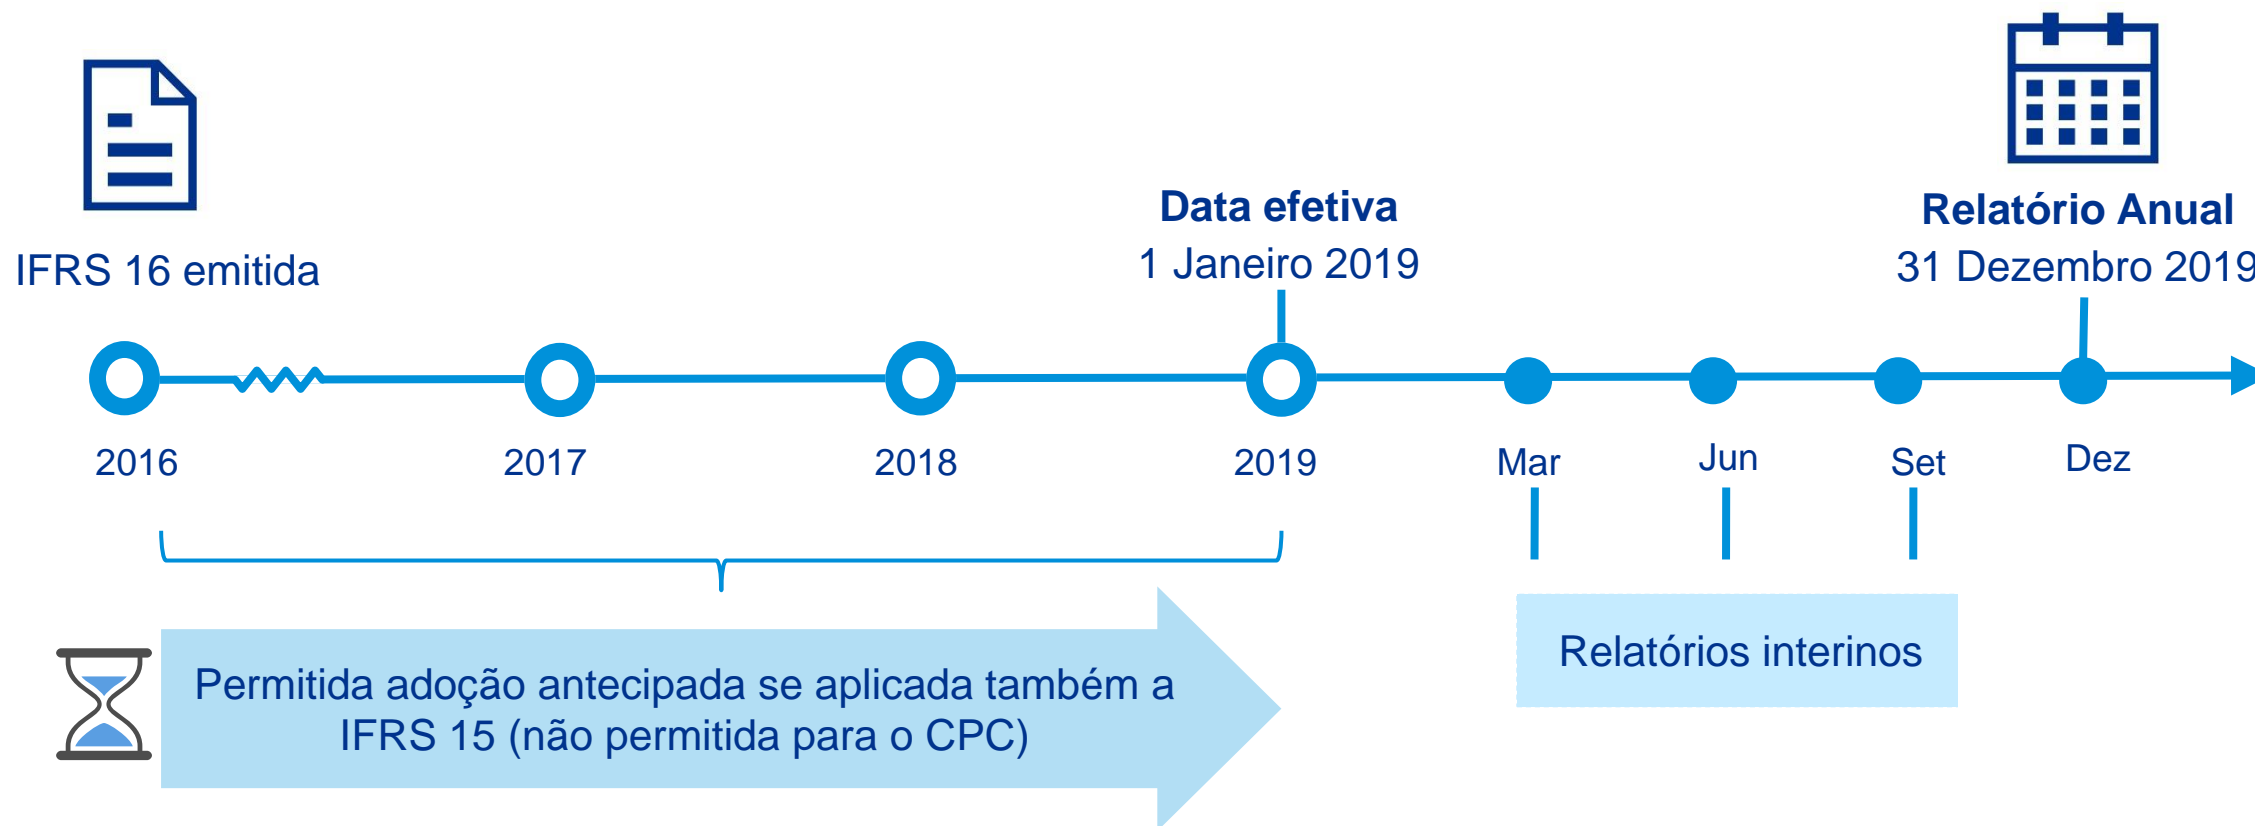 IFRS 16 emitida
Data efetiva
1 Janeiro 2019
Relatório Anual
31 Dezembro 2019
2016
2017
2018
2019
Mar
Jun
Set
Dez
Permitida adoção antecipada se aplicada também a
IFRS 15 (não permitida para o CPC)
Relatórios interinos